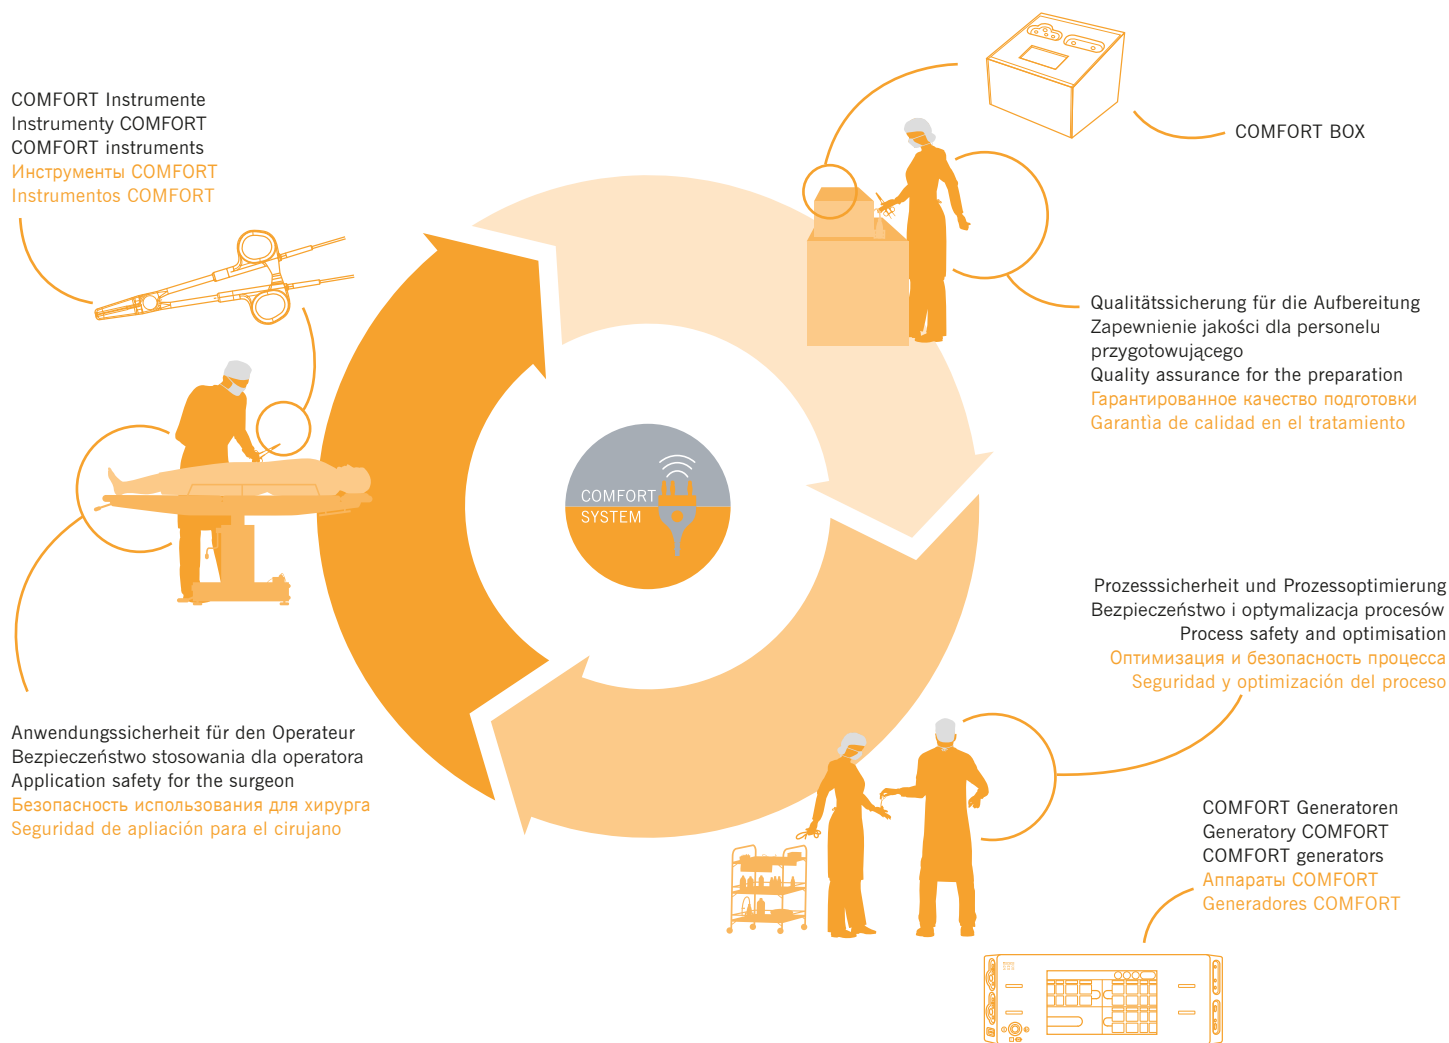 COMFORT Instrumente
Instrumenty COMFORT
COMFORT instruments
Инструменты COMFORT
Instrumentos COMFORT
COMFORT BOX
Qualitätssicherung für die Aufbereitung
Zapewnienie jakości dla personelu
przygotowującego
Quality assurance for the preparation
Гарантированное качество подготовки
Garantìa de calidad en el tratamiento
COMFORT
SYSTEM
Prozesssicherheit und Prozessoptimierung
Bezpieczeństwo i optymalizacja procesów
Process safety and optimisation
Оптимизация и безопасность процесса
Seguridad y optimización del proceso
Anwendungssicherheit für den Operateur
Bezpieczeństwo stosowania dla operatora
Application safety for the surgeon
Безопасность использования для хирурга
Seguridad de apliación para el cirujano
COMFORT Generatoren
Generatory COMFORT
COMFORT generators
Аппараты COMFORT
Generadores COMFORT